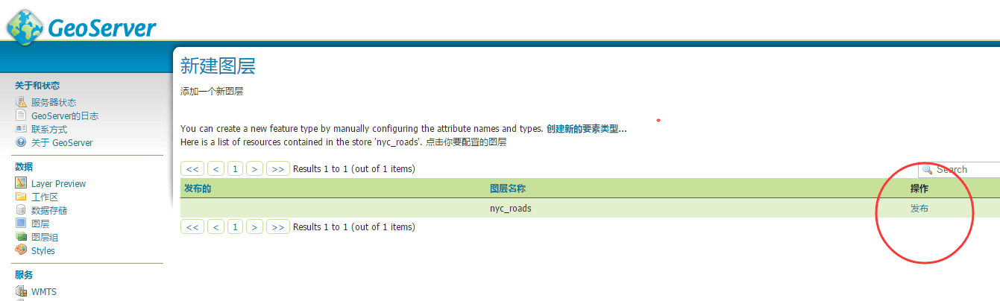 GeoServer
新建图层
添加一个新图层
关于和状态
服务器状态
GeoServer的日志
联系方式
关于 GeoServer
数据
Layer Preview
工作区
数据存储
图层
图层组
Styles
服务
WMTS
You can create a new feature type by manually configuring the attribute names and types. 创建新的要素类型...
Here is a list of resources contained in the store 'nyc_roads'. 点击你要配置的图层
<< < 1 > >> Results 1 to 1 (out of 1 items) Search
发布的 图层名称 操作
nyc_roads 发布
<< < 1 > >> Results 1 to 1 (out of 1 items)